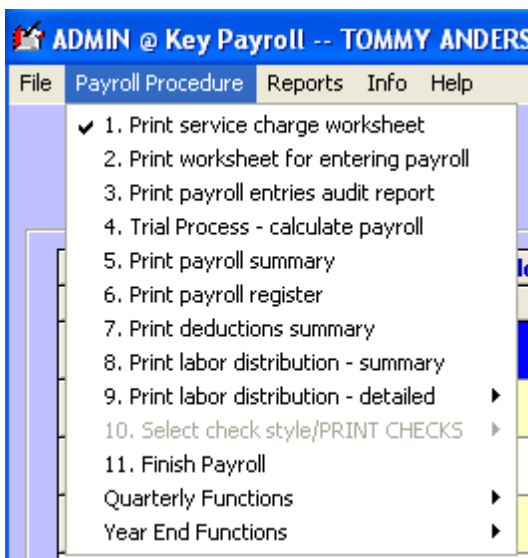 ADMIN @ Key Payroll -- TOMMY ANDERS
File Payroll Procedure Reports Info Help
1. Print service charge worksheet
2. Print worksheet for entering payroll
3. Print payroll entries audit report
4. Trial Process - calculate payroll
5. Print payroll summary
6. Print payroll register
7. Print deductions summary
8. Print labor distribution - summary
9. Print labor distribution - detailed
10. Select check style/PRINT CHECKS
11. Finish Payroll
Quarterly Functions
Year End Functions